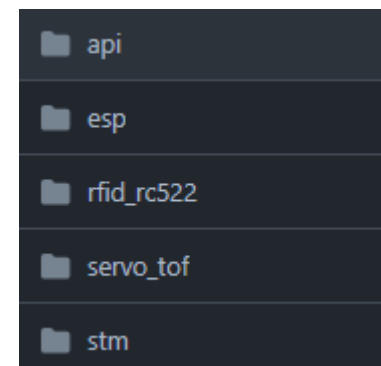 api
esp
rfid_rc522
servo_tof
stm